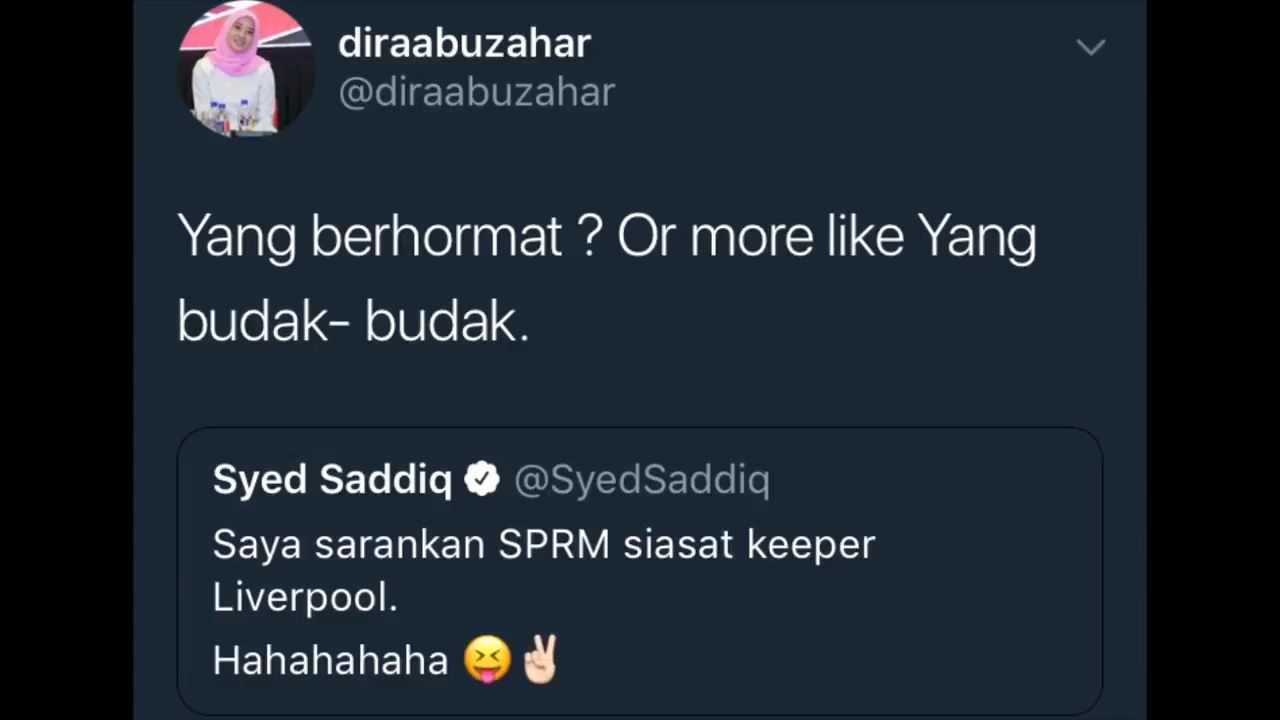 diraabuzahar
@diraabuzahar
Yang berhormat ? Or more like Yang
budak- budak.
Syed Saddiq @SyedSaddiq
Saya sarankan SPRM siasat keeper
Liverpool.
Hahahahaha 😝✌🏻